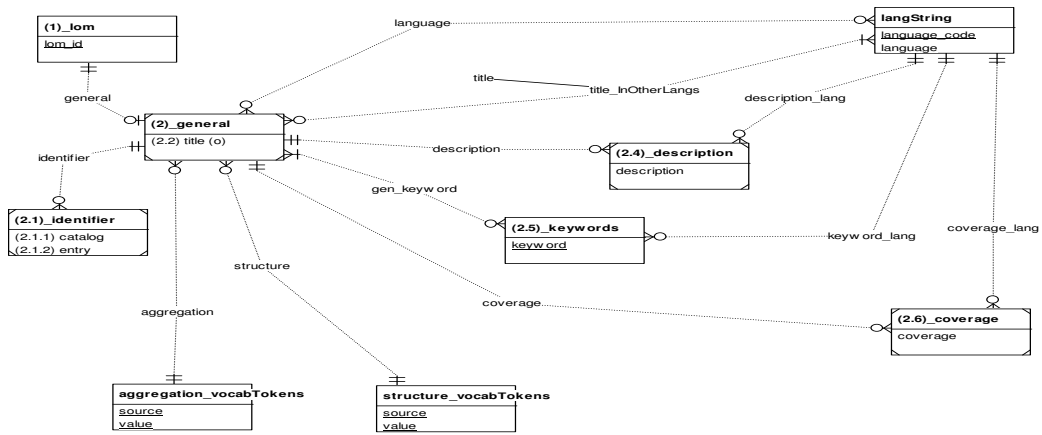 (1)_lom
lom_id
language
langString
language_code
language
general
title
title_InOtherLangs
description_lang
(2)_general
(2.2) title (o)
identifier
description
(2.4)_description
description
gen_keyword
(2.1)_identifier
(2.1.1) catalog
(2.1.2) entry
(2.5)_keywords
keyword
keyword_lang
coverage_lang
structure
coverage
aggregation
(2.6)_coverage
coverage
aggregation_vocabTokens
source
value
structure_vocabTokens
source
value